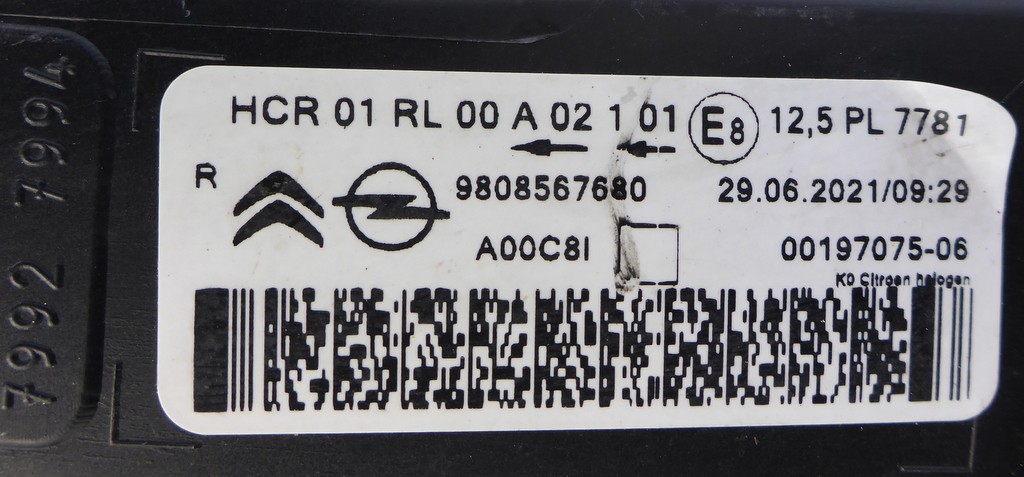 HCR 01 RL 00 A 02 1 01 E8 12,5 PL 7781
R
9808567680 29.06.2021/09:29
A00C8I 00197075-06
K0 Citroen halogen
7992 7994